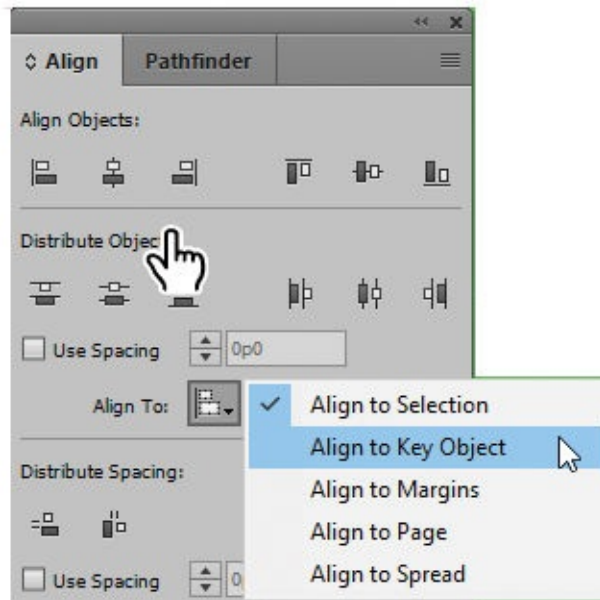 Align Pathfinder
Align Objects:
Distribute Objec
Use Spacing 0p0
Align To:
Align to Selection
Align to Key Object
Align to Margins
Distribute Spacing:
Align to Page
Use Spacing 0
Align to Spread